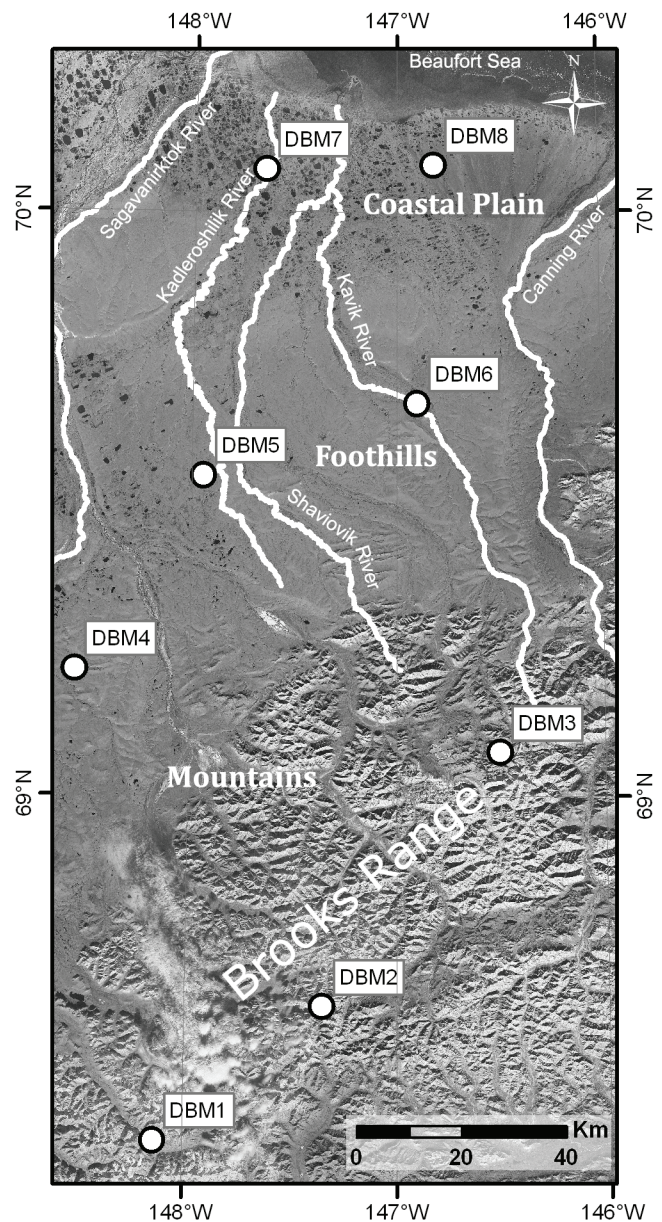 148°W 147°W 146°W
Beaufort Sea
N
Sagavanirktok River
DBM7
DBM8
70°N
70°N
Coastal Plain
Kadleroshilik River
Canning River
Kavik River
DBM6
DBM5
Foothills
Shaviovik River
DBM4
DBM3
Mountains
69°N
69°N
Brooks Range
DBM2
DBM1
Km
0 20 40
148°W 147°W 146°W